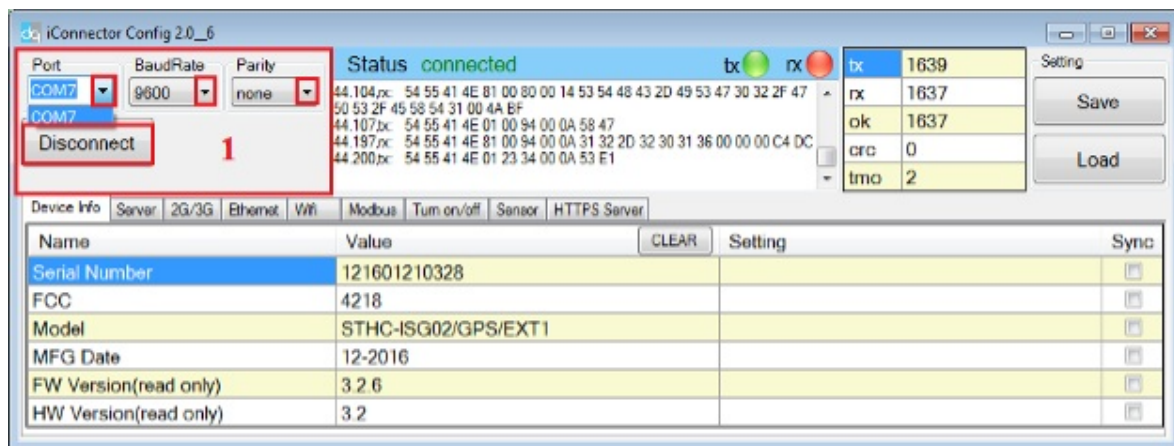 iConnector Config 2.0__6
Port BaudRate Parity
COM7 9600 none
COM7
Disconnect
1
Status connected tx rx
44.104,rx: 54 55 41 4E 81 00 80 00 14 53 54 48 43 2D 49 53 47 30 32 2F 47
50 53 2F 45 58 54 31 00 4A BF
44.107,tx: 54 55 41 4E 01 00 94 00 0A 58 47
44.197,rx: 54 55 41 4E 81 00 94 00 0A 31 32 2D 32 30 31 36 00 00 00 C4 DC
44.200,tx: 54 55 41 4E 01 23 34 00 0A 53 E1
tx 1639
rx 1637
ok 1637
crc 0
tmo 2
Setting
Save
Load
Device Info Server 2G/3G Ethernet Wifi Modbus Turn on/off Sensor HTTPS Server
Name Value CLEAR Setting Sync
Serial Number 121601210328
FCC 4218
Model STHC-ISG02/GPS/EXT1
MFG Date 12-2016
FW Version(read only) 3.2.6
HW Version(read only) 3.2